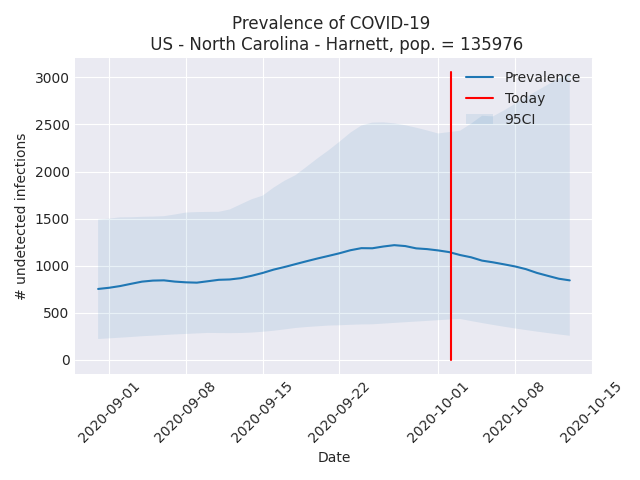 Prevalence of COVID-19
US - North Carolina - Harnett, pop. = 135976
Prevalence
Today
95CI
# undetected infections
3000
2500
2000
1500
1000
500
0
2020-09-01
2020-09-08
2020-09-15
2020-09-22
2020-10-01
2020-10-08
2020-10-15
Date